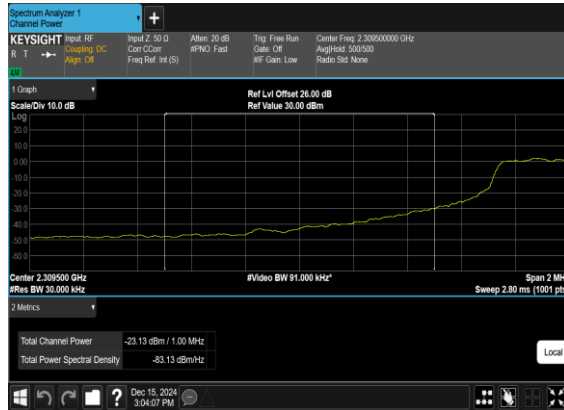 Spectrum Analyzer 1
Channel Power
KEYSIGHT Input: RF
R T Coupling: DC
Align: Off
Input Z: 50 Ω
Corr CCorr
Freq Ref: Int (S)
Atten: 20 dB
#PNO: Fast
Trig: Free Run
Gate: Off
#IF Gain: Low
Center Freq: 2.309500000 GHz
Avg|Hold: 500/500
Radio Std: None
1 Graph
Scale/Div 10.0 dB
Ref Lvl Offset 26.00 dB
Ref Value 30.00 dBm
Log
20.0
10.0
0.00
-10.0
-20.0
-30.0
-40.0
-50.0
-60.0
Center 2.309500 GHz
#Res BW 30.000 kHz
#Video BW 91.000 kHz*
Span 2 MH
Sweep 2.80 ms (1001 pts
2 Metrics
Total Channel Power -23.13 dBm / 1.00 MHz
Total Power Spectral Density -83.13 dBm/Hz
Local
?
Dec 15, 2024
3:04:07 PM